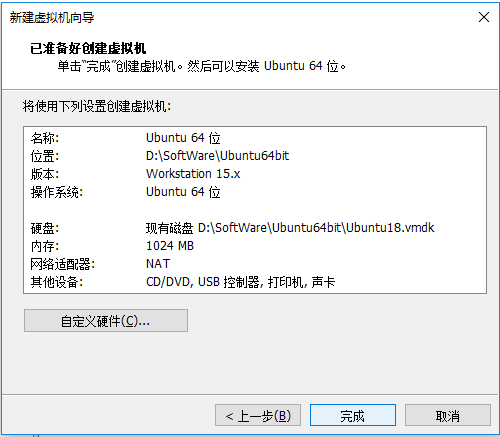 新建虚拟机向导
已准备好创建虚拟机
单击“完成”创建虚拟机。然后可以安装 Ubuntu 64 位。
将使用下列设置创建虚拟机:
名称: Ubuntu 64 位
位置: D:\SoftWare\Ubuntu64bit
版本: Workstation 15.x
操作系统: Ubuntu 64 位
硬盘: 现有磁盘 D:\SoftWare\Ubuntu64bit\Ubuntu18.vmdk
内存: 1024 MB
网络适配器: NAT
其他设备: CD/DVD, USB 控制器, 打印机, 声卡
自定义硬件(C)...
< 上一步(B) 完成 取消